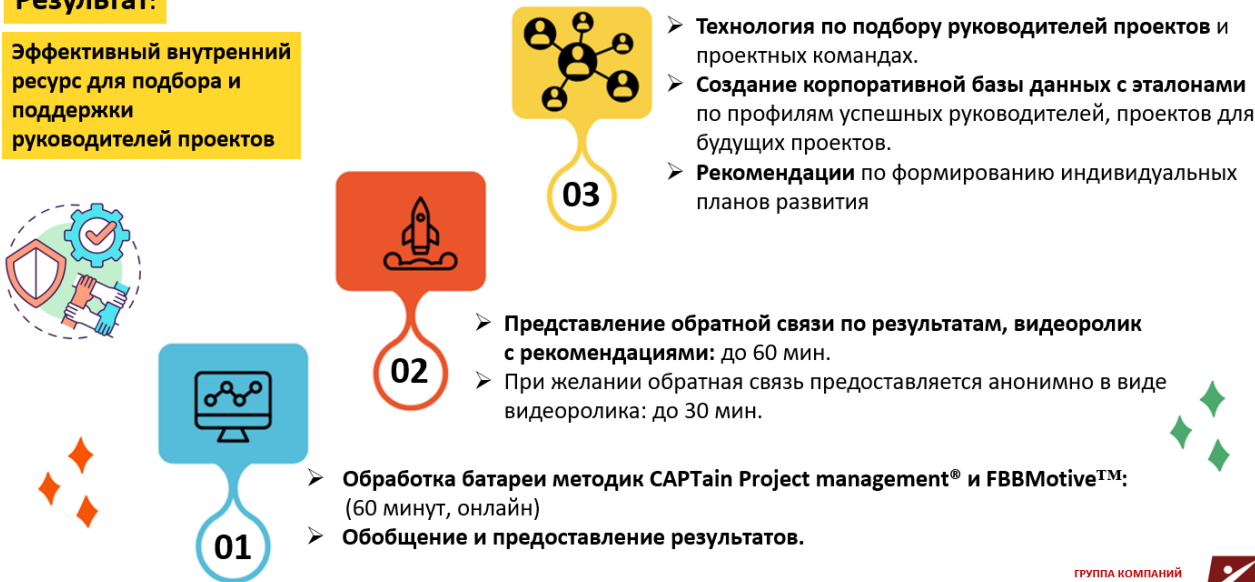 Результат:
Эффективный внутренний
ресурс для подбора и
поддержки
руководителей проектов
03
➢ Технология по подбору руководителей проектов и
проектных командах.
➢ Создание корпоративной базы данных с эталонами
по профилям успешных руководителей, проектов для
будущих проектов.
➢ Рекомендации по формированию индивидуальных
планов развития
02
➢ Представление обратной связи по результатам, видеоролик
с рекомендациями: до 60 мин.
➢ При желании обратная связь предоставляется анонимно в виде
видеоролика: до 30 мин.
01
➢ Обработка батареи методик CAPTain Project management® и FBBMotive™:
(60 минут, онлайн)
➢ Обобщение и предоставление результатов.
ГРУППА КОМПАНИЙ